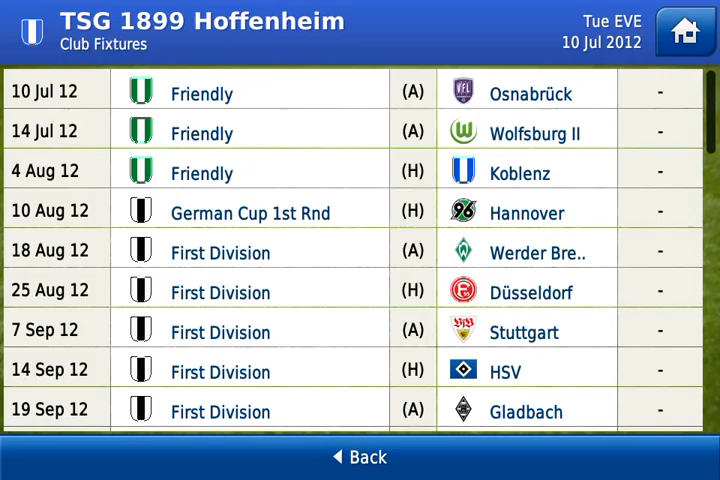 TSG 1899 Hoffenheim
Club Fixtures
Tue EVE
10 Jul 2012
10 Jul 12 Friendly (A) VfL Osnabrück -
14 Jul 12 Friendly (A) W Wolfsburg II -
4 Aug 12 Friendly (H) Koblenz -
10 Aug 12 German Cup 1st Rnd (H) 96 Hannover -
18 Aug 12 First Division (A) W Werder Bre.. -
25 Aug 12 First Division (H) F Düsseldorf -
7 Sep 12 First Division (A) Stuttgart -
14 Sep 12 First Division (H) HSV -
19 Sep 12 First Division (A) Gladbach -
Back